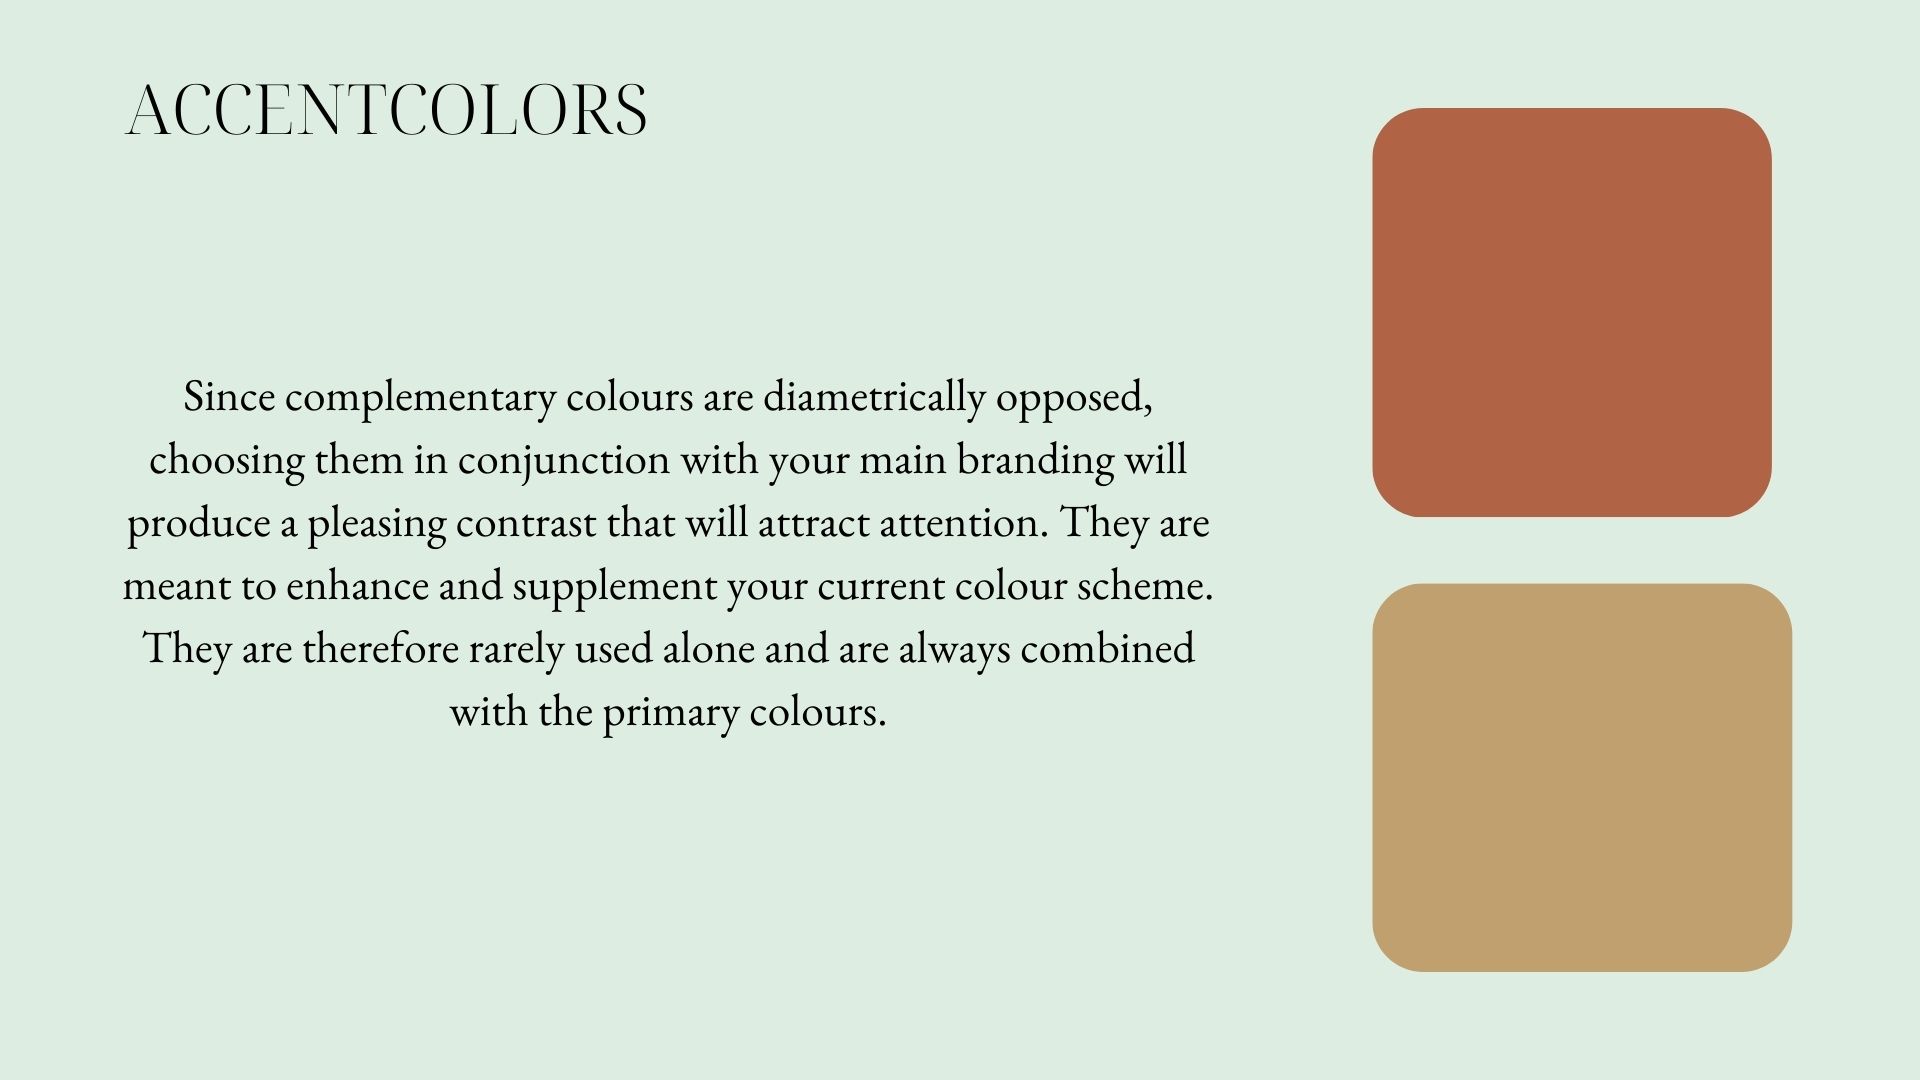 ACCENTCOLORS
Since complementary colours are diametrically opposed,
choosing them in conjunction with your main branding will
produce a pleasing contrast that will attract attention. They are
meant to enhance and supplement your current colour scheme.
They are therefore rarely used alone and are always combined
with the primary colours.